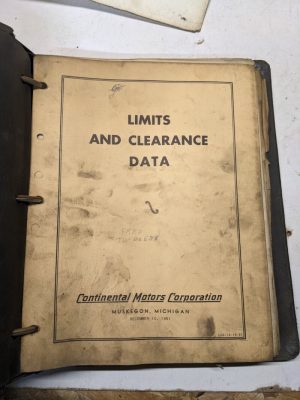 LIMITS
AND CLEARANCE
DATA
Continental Motors Corporation
MUSKEGON, MICHIGAN